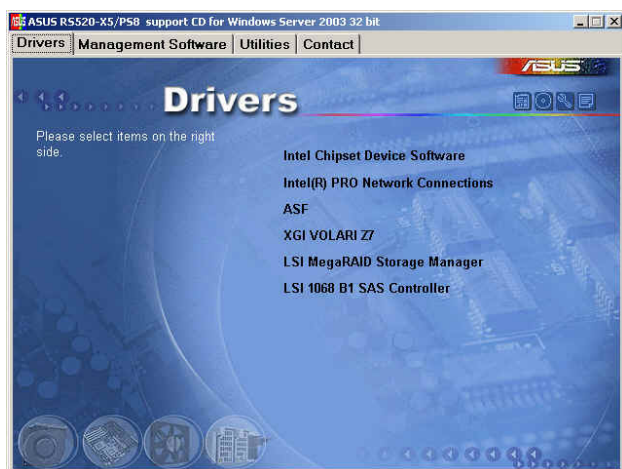 ASUS RS520-X5/PS8 support CD for Windows Server 2003 32 bit
Drivers Management Software Utilities Contact
ASUS
Drivers
Please select items on the right
side.
Intel Chipset Device Software
Intel(R) PRO Network Connections
ASF
XGI VOLARI Z7
LSI MegaRAID Storage Manager
LSI 1068 B1 SAS Controller